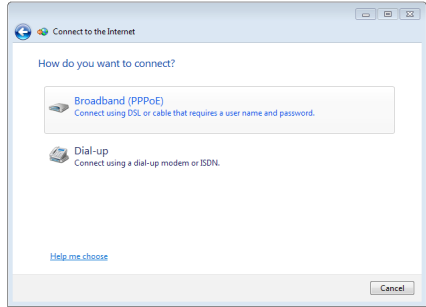 Connect to the Internet
How do you want to connect?
Broadband (PPPoE)
Connect using DSL or cable that requires a user name and password.
Dial-up
Connect using a dial-up modem or ISDN.
Help me choose
Cancel